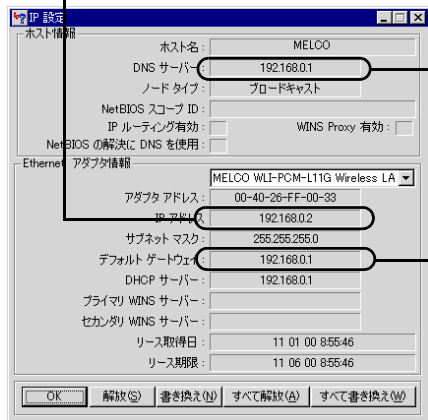 IP 設定
ホスト情報
ホスト名: MELCO
DNS サーバー: 192.168.0.1
ノード タイプ: ブロードキャスト
NetBIOS スコープ ID:
IP ルーティング有効: WINS Proxy 有効:
NetBIOS の解決に DNS を使用:
Ethernet アダプタ情報
MELCO WLI-PCM-L11G Wireless LA
アダプタ アドレス: 00-40-26-FF-00-33
IP アドレス 192.168.0.2
サブネット マスク: 255.255.255.0
デフォルト ゲートウェイ: 192.168.0.1
DHCP サーバー: 192.168.0.1
プライマリ WINS サーバー:
セカンダリ WINS サーバー:
リース取得日: 11 01 00 8:55:46
リース期限: 11 06 00 8:55:46
OK 解放(S) 書き換え(N) すべて解放(A) すべて書き換え(W)